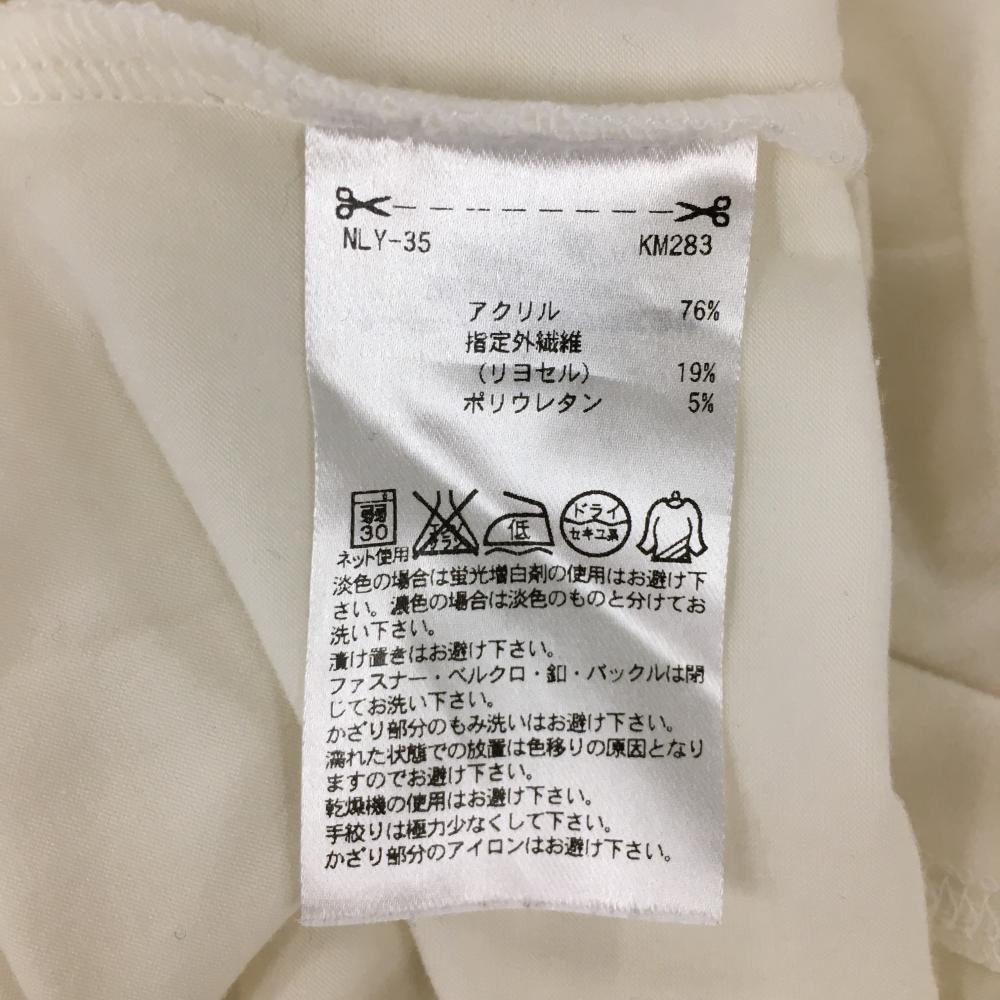 NLY-35 KM283
アクリル 76%
指定外繊維
(リヨセル) 19%
ポリウレタン 5%
弱
30
ネット使用
エンソ
サラシ
低
ドライ
セキユ系
淡色の場合は蛍光増白剤の使用はお避け下
さい。濃色の場合は淡色のものと分けてお
洗い下さい。
漬け置きはお避け下さい。
ファスナー・ベルクロ・釦・バックルは閉
じてお洗い下さい。
かざり部分のもみ洗いはお避け下さい。
濡れた状態での放置は色移りの原因となり
ますのでお避け下さい。
乾燥機の使用はお避け下さい。
手絞りは極力少なくして下さい。
かざり部分のアイロンはお避け下さい。